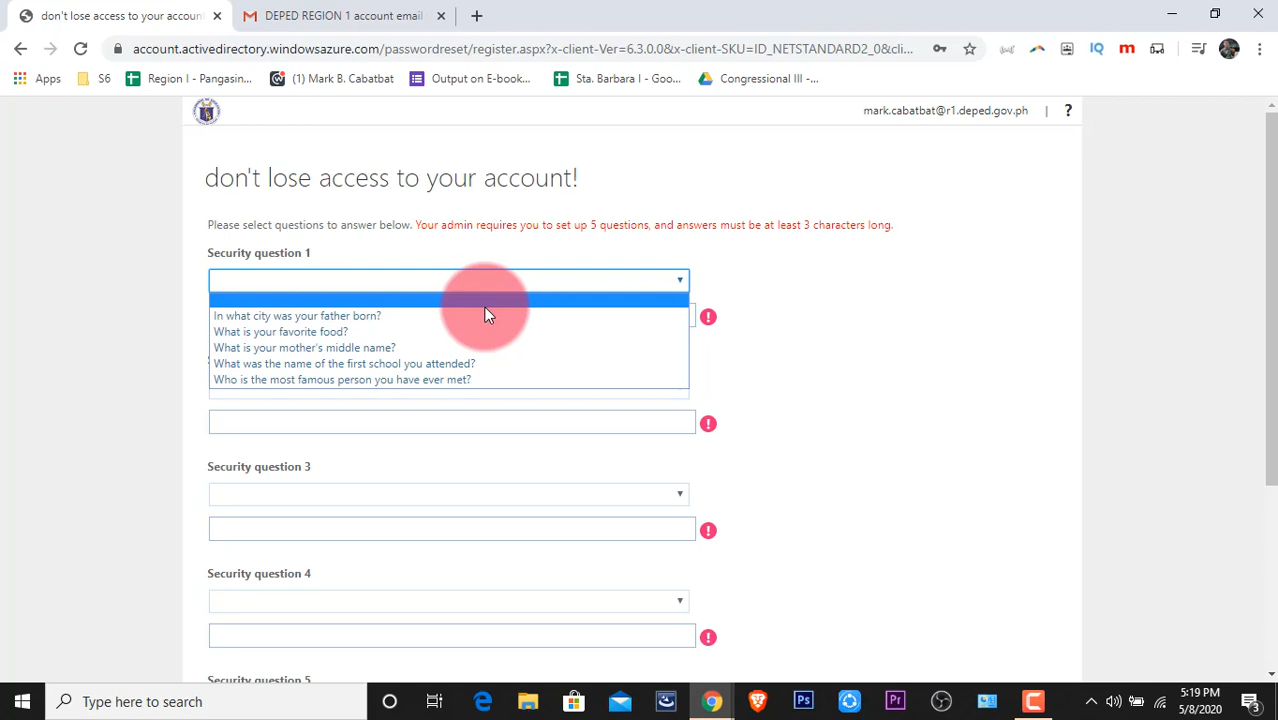 don't lose access to your account
DEPED REGION 1 account email
account.activedirectory.windowsazure.com/passwordreset/register.aspx?x-client-Ver=6.3.0.0&x-client-SKU=ID_NETSTANDARD2_0&cli...
Apps
S6
Region I - Pangasin...
(1) Mark B. Cabatbat
Output on E-book...
Sta. Barbara I - Goo...
Congressional III -...
mark.cabatbat@r1.deped.gov.ph | ?
don't lose access to your account!
Please select questions to answer below. Your admin requires you to set up 5 questions, and answers must be at least 3 characters long.
Security question 1
In what city was your father born?
What is your favorite food?
What is your mother's middle name?
What was the name of the first school you attended?
Who is the most famous person you have ever met?
Security question 3
Security question 4
Security question 5
Type here to search
5:19 PM
5/8/2020